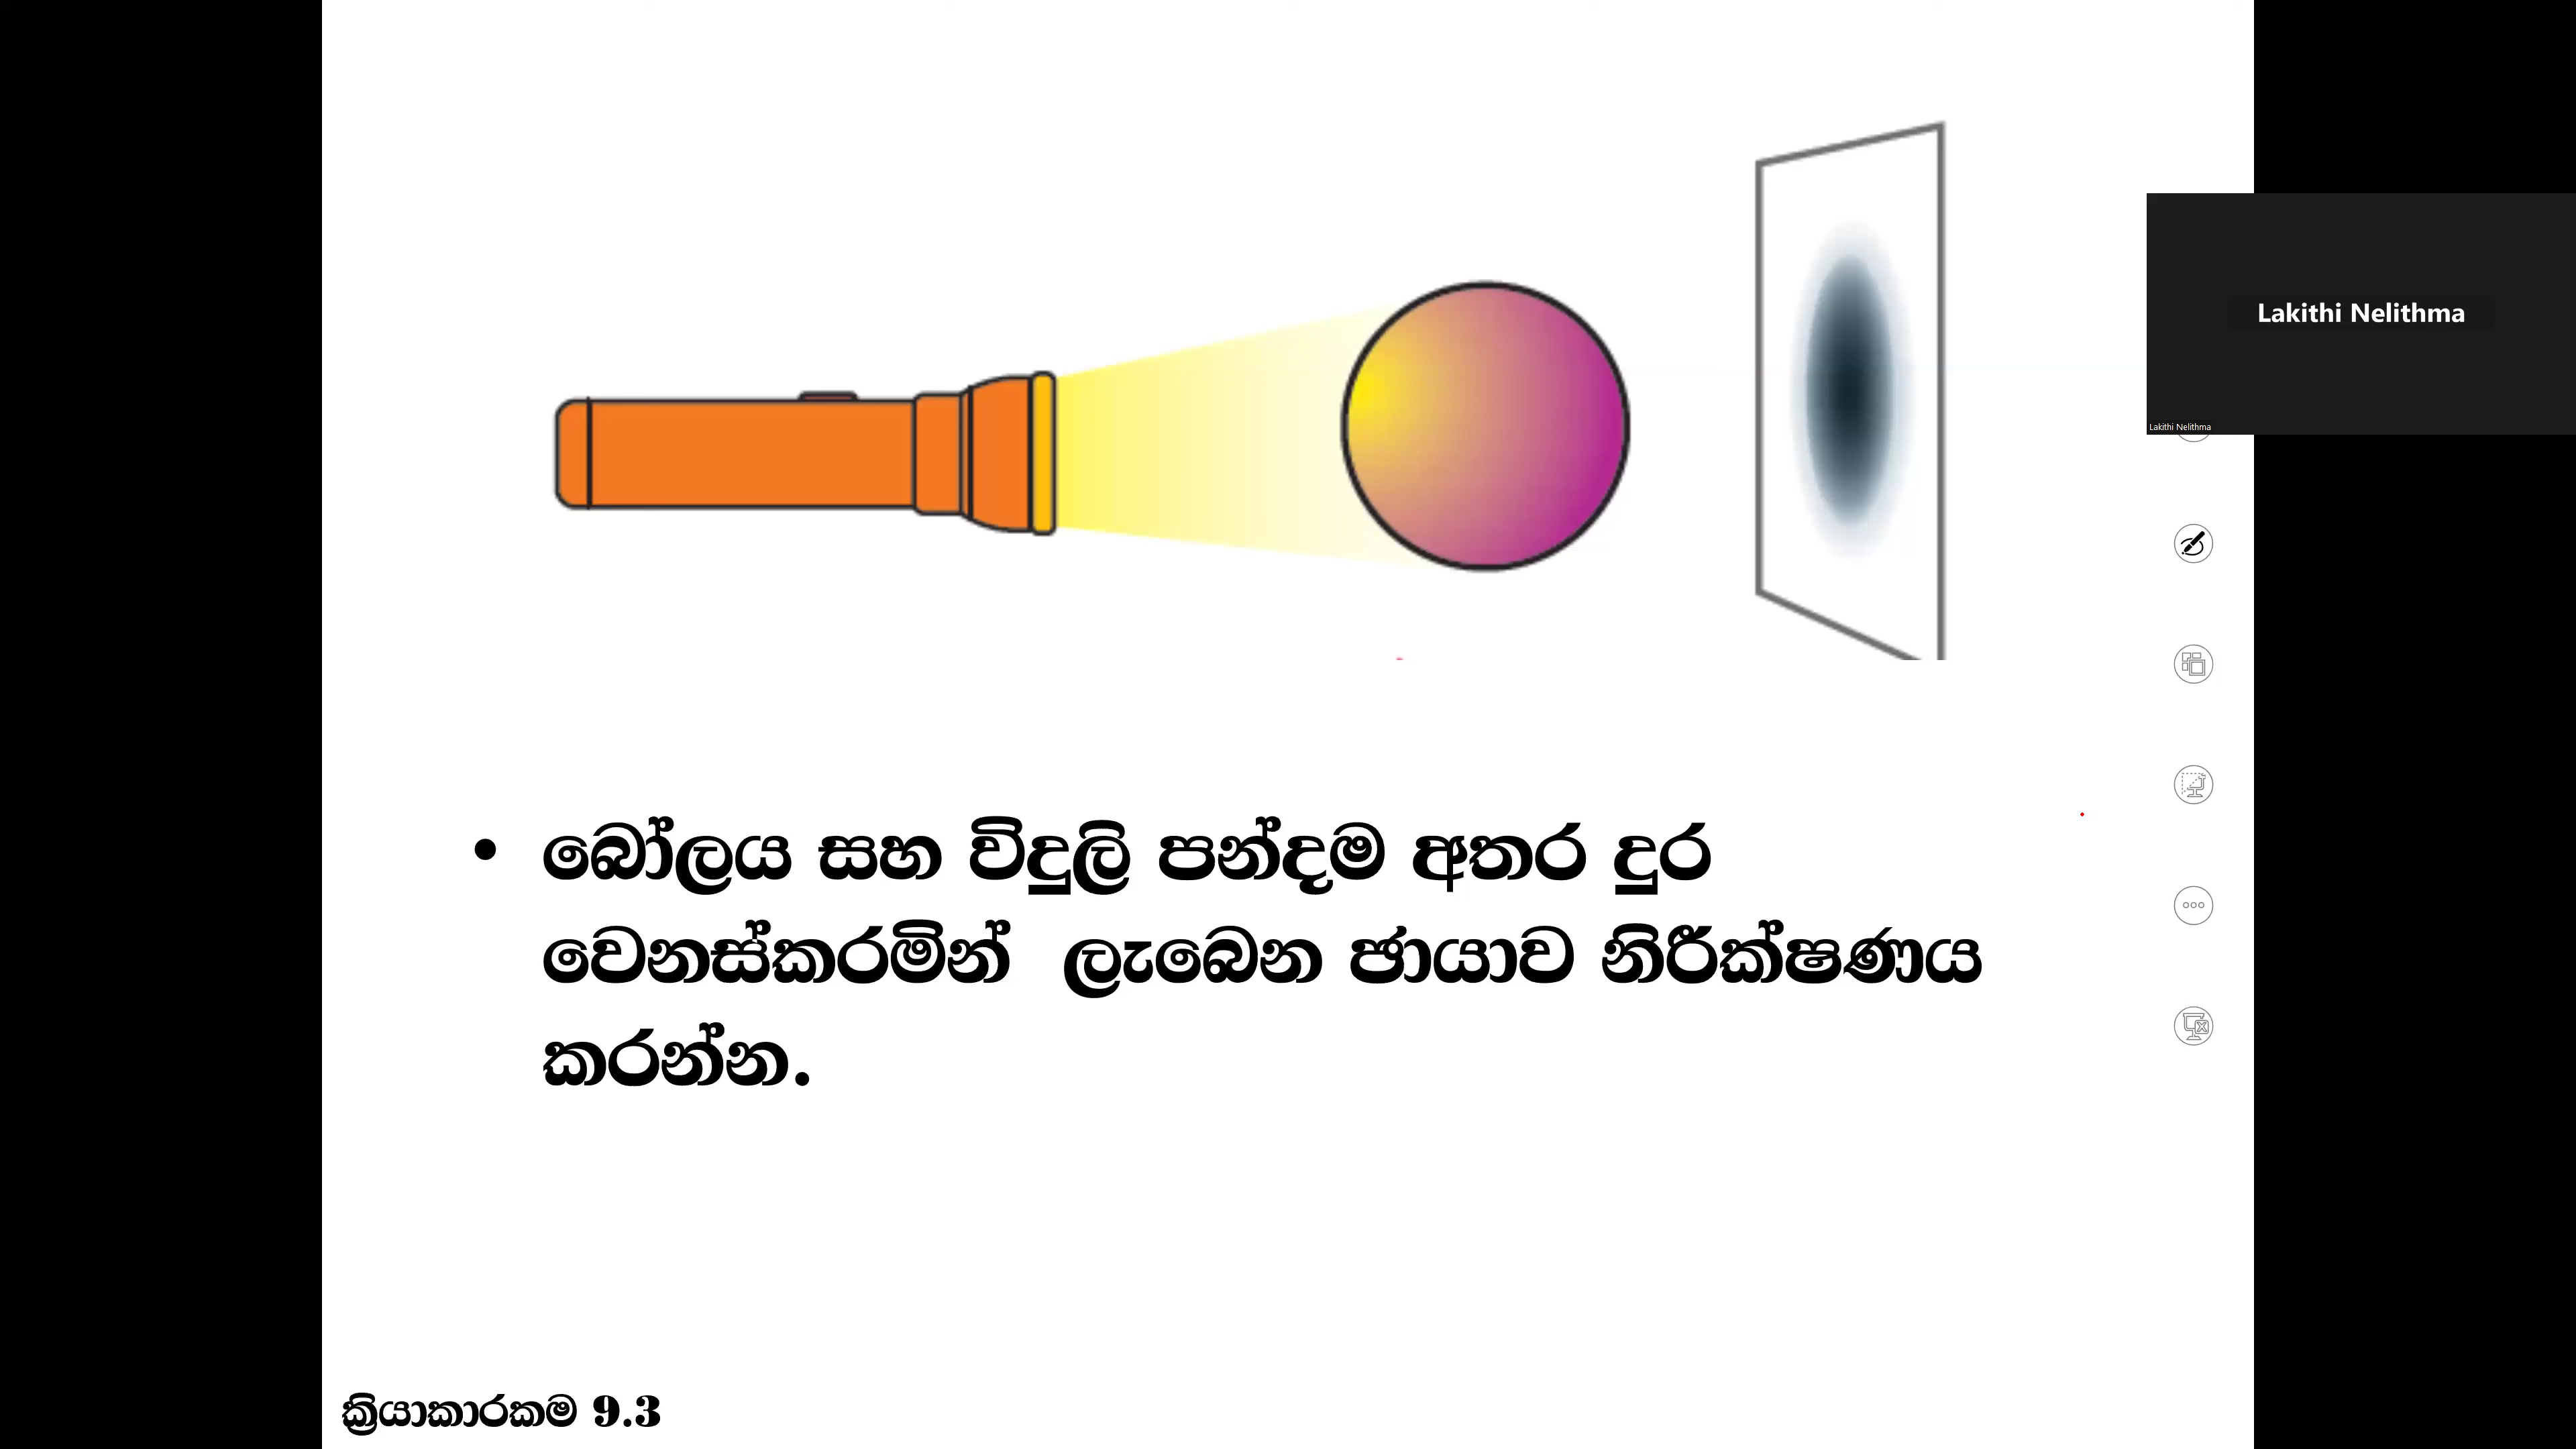 Lakithi Nelithma
Lakithi Nelithma
• බෝලය සහ විදුලි පන්දම අතර දුර
වෙනස්කරමින් ලැබෙන ඡායාව නිරීක්ෂණය
කරන්න.
ක්‍රියාකාරකම 9.3